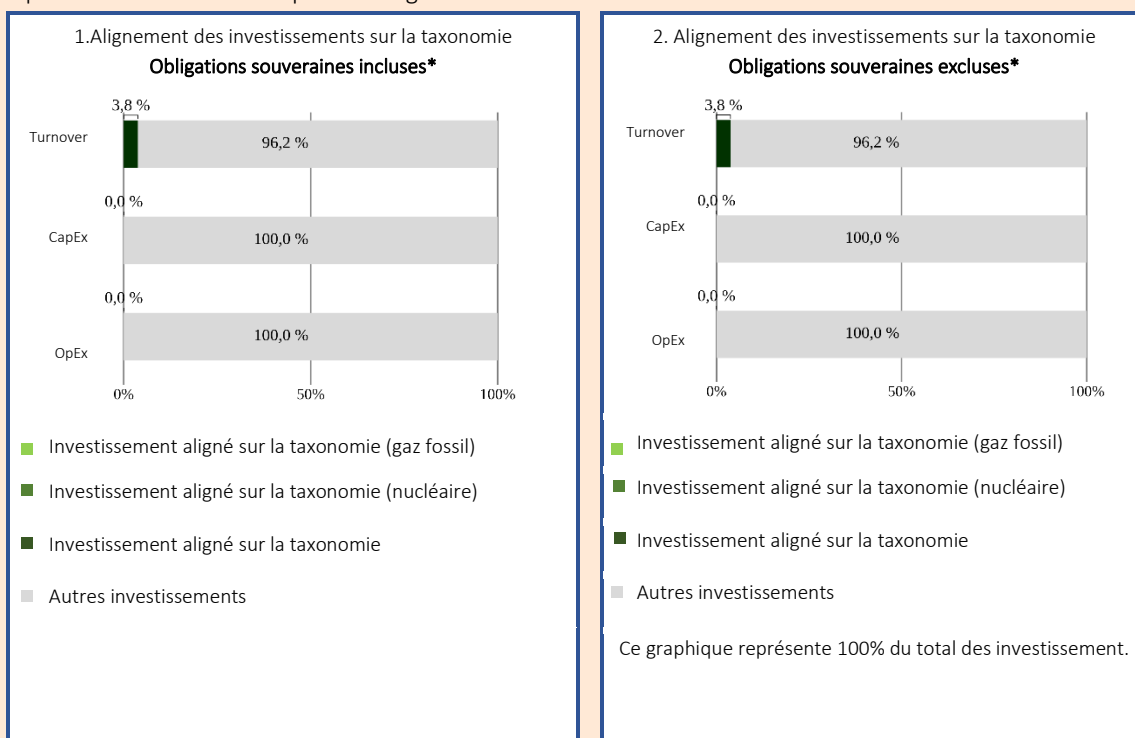 1.Alignement des investissements sur la taxonomie
Obligations souveraines incluses*
3,8 %
Turnover
96,2 %
0,0 %
CapEx
100,0 %
0,0 %
OpEx
100,0 %
0%
50%
100%
Investissement aligné sur la taxonomie (gaz fossil)
Investissement aligné sur la taxonomie (nucléaire)
Investissement aligné sur la taxonomie
Autres investissements
2. Alignement des investissements sur la taxonomie
Obligations souveraines excluses*
3,8 %
Turnover
96,2 %
0,0 %
CapEx
100,0 %
0,0 %
OpEx
100,0 %
0%
50%
100%
Investissement aligné sur la taxonomie (gaz fossil)
Investissement aligné sur la taxonomie (nucléaire)
Investissement aligné sur la taxonomie
Autres investissements
Ce graphique représente 100% du total des investissement.